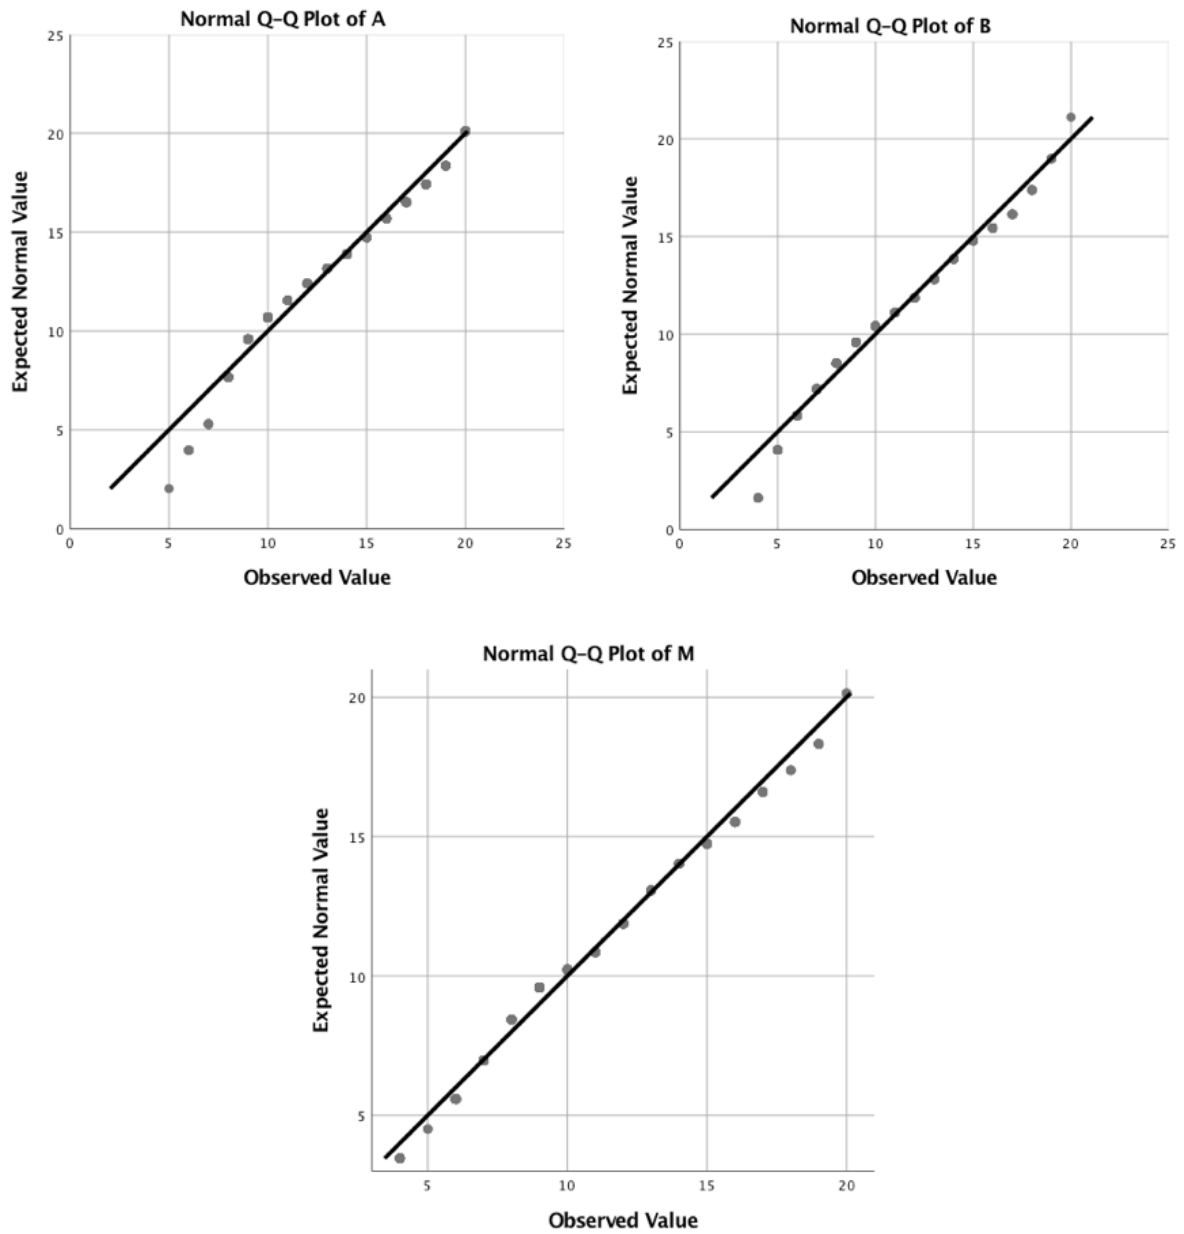 Normal Q–Q Plot of A
25
20
15
10
5
0
0 5 10 15 20 25
Expected Normal Value
Observed Value
Normal Q–Q Plot of B
25
20
15
10
5
0
0 5 10 15 20 25
Expected Normal Value
Observed Value
Normal Q–Q Plot of M
20
15
10
5
5 10 15 20
Expected Normal Value
Observed Value